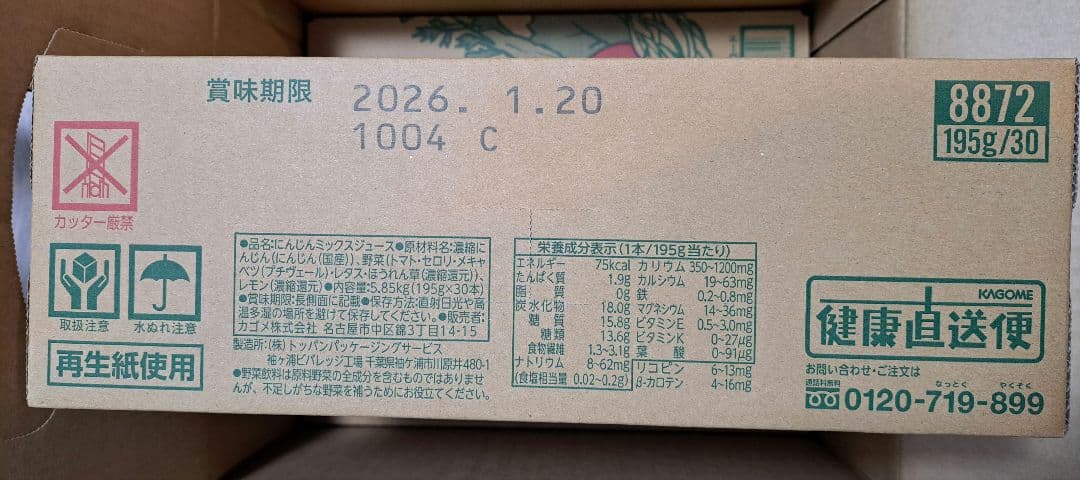 賞味期限
2026. 1.20
1004 C
8872
195g/30
カッター厳禁
取扱注意
水ぬれ注意
再生紙使用
●品名:にんじんミックスジュース●原材料名:濃縮に
んじん(にんじん(国産))、野菜(トマト・セロリ・メキャ
ベツ(プチヴェール)・レタス・ほうれん草(濃縮還元))、
レモン(濃縮還元)●内容量:5.85kg(195g×30本)
●賞味期限:長側面に記載●保存方法:直射日光や高
温多湿の場所を避けて保存してください。●販売者:
カゴメ株式会社 名古屋市中区錦3丁目14-15
製造所:(株)トッパンパッケージングサービス
袖ヶ浦ビバレッジ工場 千葉県袖ケ浦市川原井480-1
●野菜飲料は原料野菜の全成分を含むものではありませ
んが、不足しがちな野菜を補うためにお役立てください。
栄養成分表示(1本/195g当たり)
エネルギー 75kcal
たんぱく質 1.9g
脂質 0g
炭水化物 18.0g
糖質 15.8g
糖類 13.6g
食物繊維 1.3~3.1g
ナトリウム 8~62mg
(食塩相当量 0.02~0.2g)
カリウム 350~1200mg
カルシウム 19~63mg
鉄 0.2~0.8mg
マグネシウム 14~36mg
ビタミンE 0.5~3.0mg
ビタミンK 0~27μg
葉酸 0~91μg
リコピン 6~13mg
β-カロテン 4~16mg
KAGOME
健康直送便
お問い合わせ・ご注文は
通話料無料
なっとく やくそく
0120-719-899